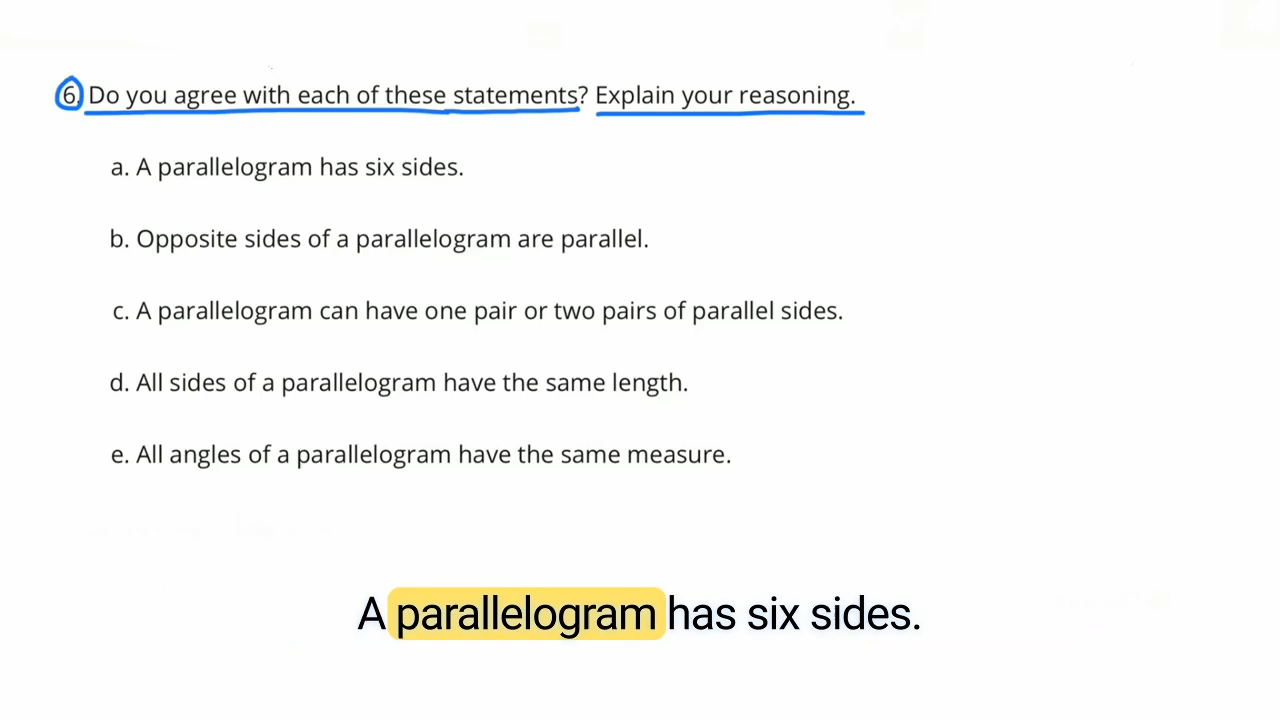 6. Do you agree with each of these statements? Explain your reasoning.
a. A parallelogram has six sides.
b. Opposite sides of a parallelogram are parallel.
c. A parallelogram can have one pair or two pairs of parallel sides.
d. All sides of a parallelogram have the same length.
e. All angles of a parallelogram have the same measure.
A parallelogram has six sides.